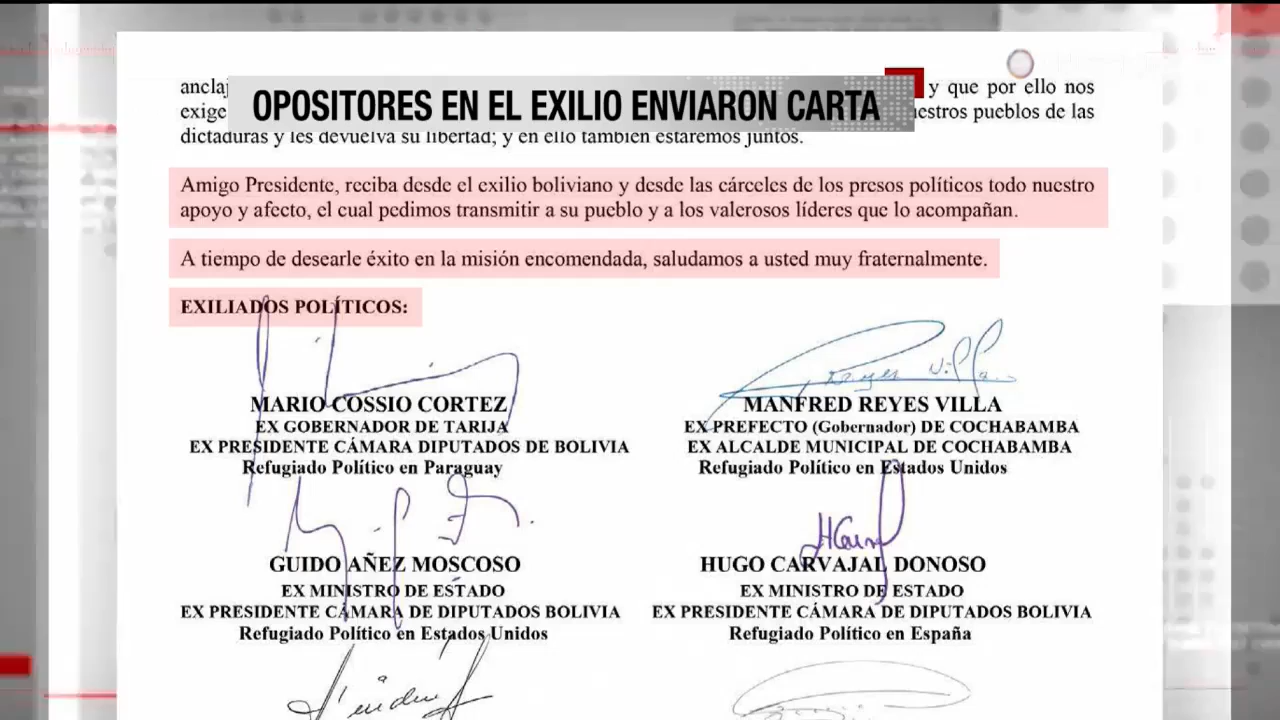 OPOSITORES EN EL EXILIO ENVIARON CARTA
y que por ello nos
exige
pueblos de las
dictaduras y les devuelva su libertad; y en ello también estaremos juntos.
Amigo Presidente, reciba desde el exilio boliviano y desde las cárceles de los presos políticos todo nuestro
apoyo y afecto, el cual pedimos transmitir a su pueblo y a los valerosos líderes que lo acompañan.
A tiempo de desearle éxito en la misión encomendada, saludamos a usted muy fraternalmente.
EXILIADOS POLÍTICOS:
MARIO COSSIO CORTEZ
EX GOBERNADOR DE TARIJA
EX PRESIDENTE CÁMARA DIPUTADOS DE BOLIVIA
Refugiado Político en Paraguay
Reyes Villa
MANFRED REYES VILLA
EX PREFECTO (Gobernador) DE COCHABAMBA
EX ALCALDE MUNICIPAL DE COCHABAMBA
Refugiado Político en Estados Unidos
GUIDO AÑEZ MOSCOSO
EX MINISTRO DE ESTADO
EX PRESIDENTE CÁMARA DE DIPUTADOS BOLIVIA
Refugiado Político en Estados Unidos
HUGO CARVAJAL DONOSO
EX MINISTRO DE ESTADO
EX PRESIDENTE CÁMARA DE DIPUTADOS BOLIVIA
Refugiado Político en España